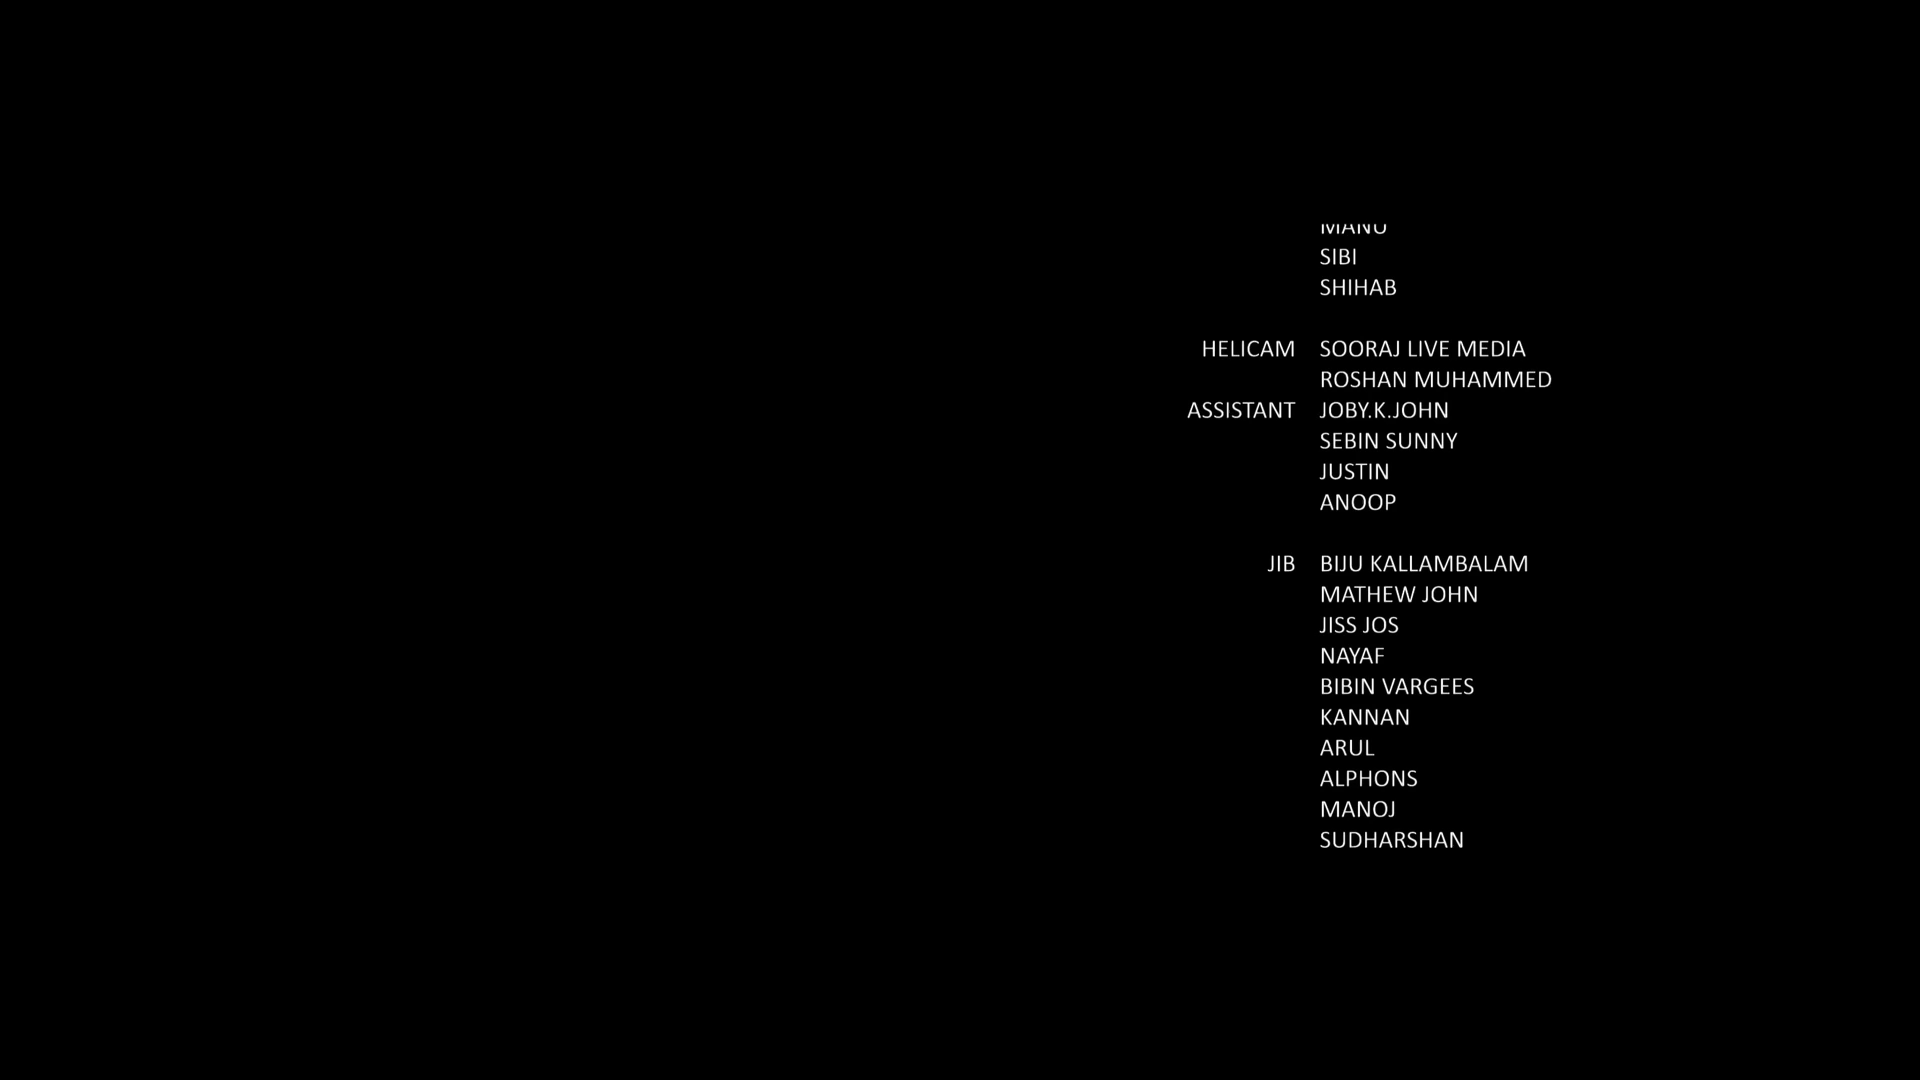 MANU
SIBI
SHIHAB
HELICAM SOORAJ LIVE MEDIA
ROSHAN MUHAMMED
ASSISTANT JOBY.K.JOHN
SEBIN SUNNY
JUSTIN
ANOOP
JIB BIJU KALLAMBALAM
MATHEW JOHN
JISS JOS
NAYAF
BIBIN VARGEES
KANNAN
ARUL
ALPHONS
MANOJ
SUDHARSHAN